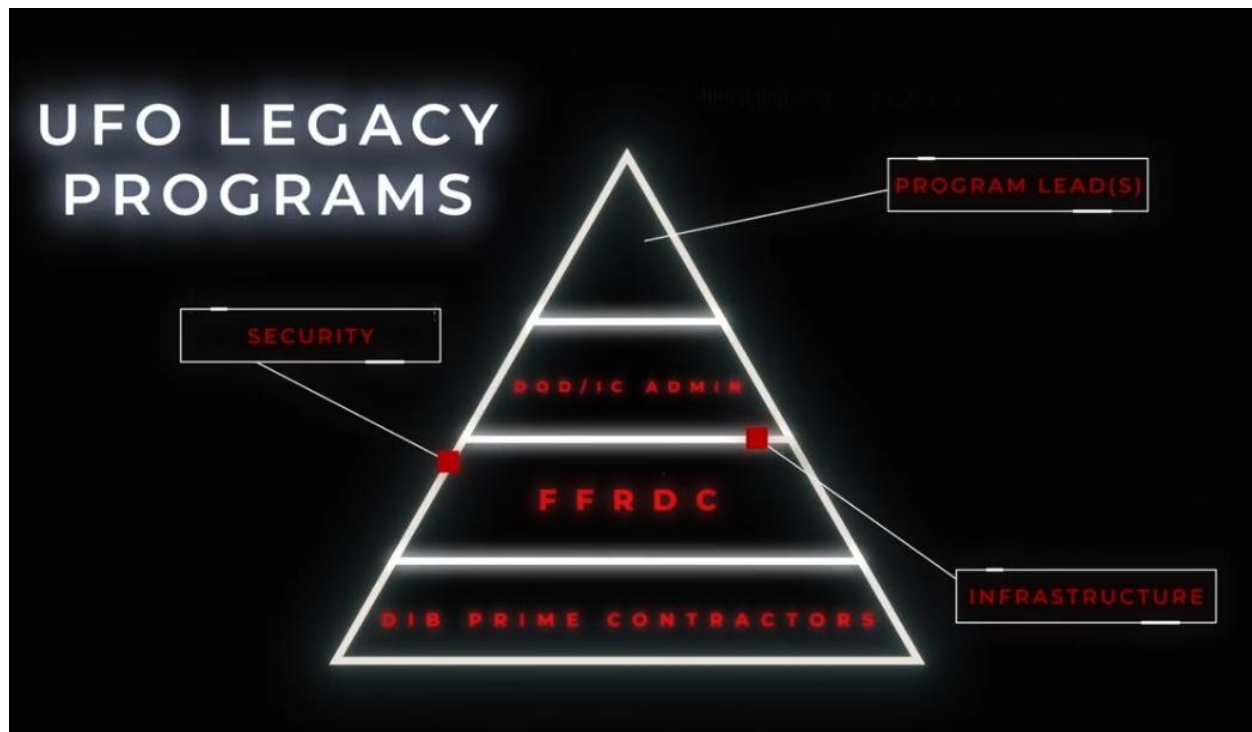 UFO LEGACY
PROGRAMS
PROGRAM LEAD(S)
SECURITY
DOD/IC ADMIN
FFRDC
INFRASTRUCTURE
DIB PRIME CONTRACTORS